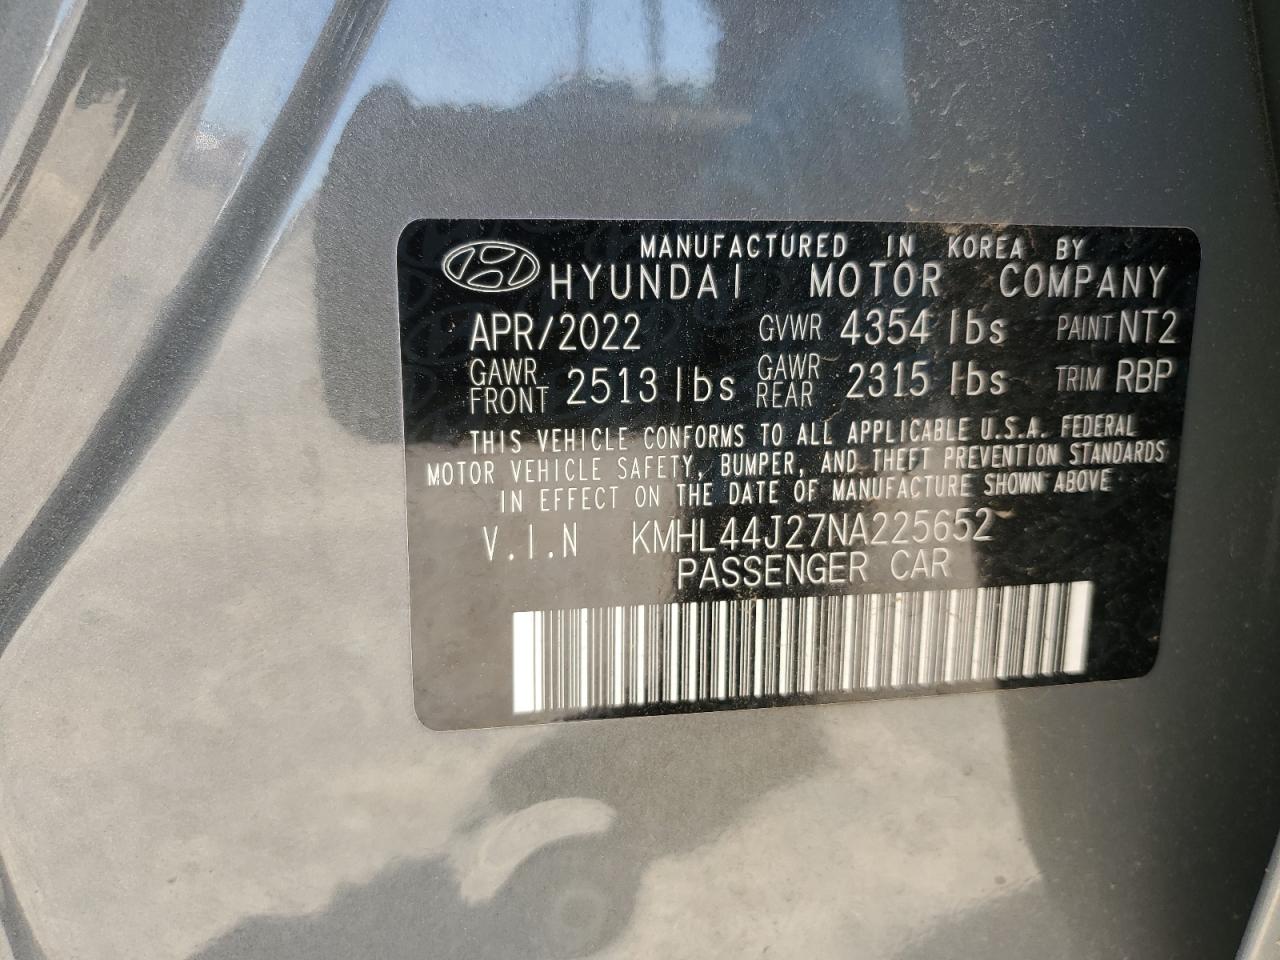 MANUFACTURED IN KOREA BY
HYUNDAI MOTOR COMPANY
APR/2022 GVWR 4354 lbs PAINT NT2
GAWR FRONT 2513 lbs GAWR REAR 2315 lbs TRIM RBP
THIS VEHICLE CONFORMS TO ALL APPLICABLE U.S.A. FEDERAL
MOTOR VEHICLE SAFETY, BUMPER, AND THEFT PREVENTION STANDARDS
IN EFFECT ON THE DATE OF MANUFACTURE SHOWN ABOVE
V.I.N KMHL44J27NA225652
PASSENGER CAR